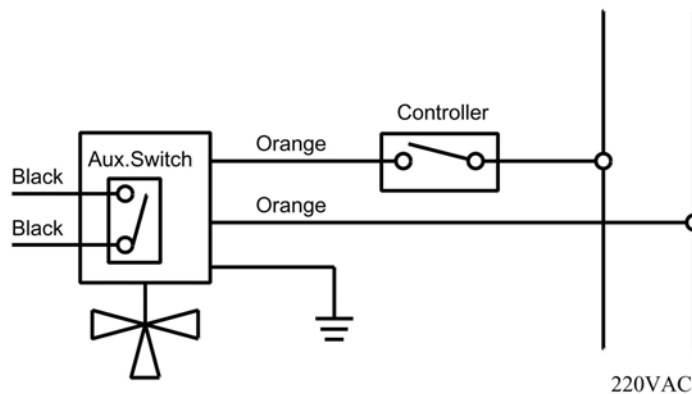 Controller
Orange
Aux.Switch
Black
Orange
Black
220VAC